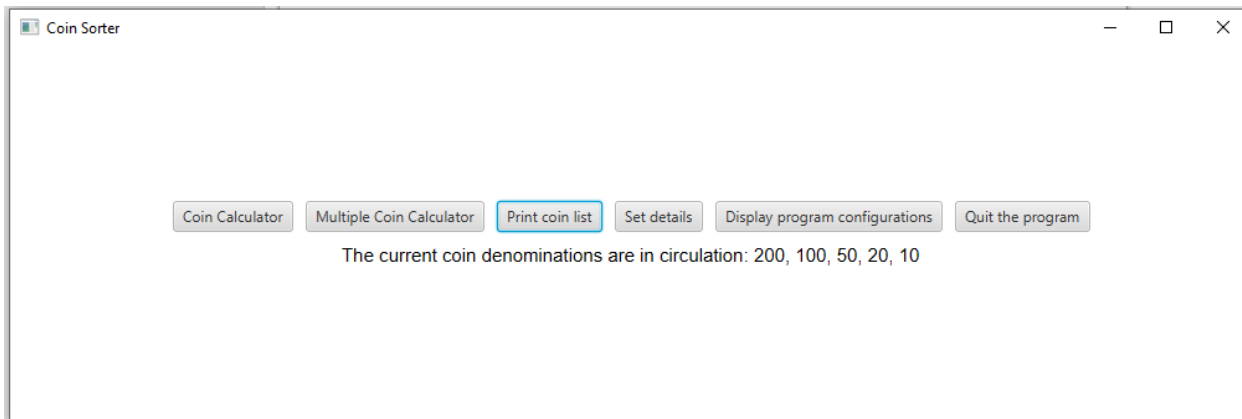 Coin Sorter
Coin Calculator Multiple Coin Calculator Print coin list Set details Display program configurations Quit the program
The current coin denominations are in circulation: 200, 100, 50, 20, 10